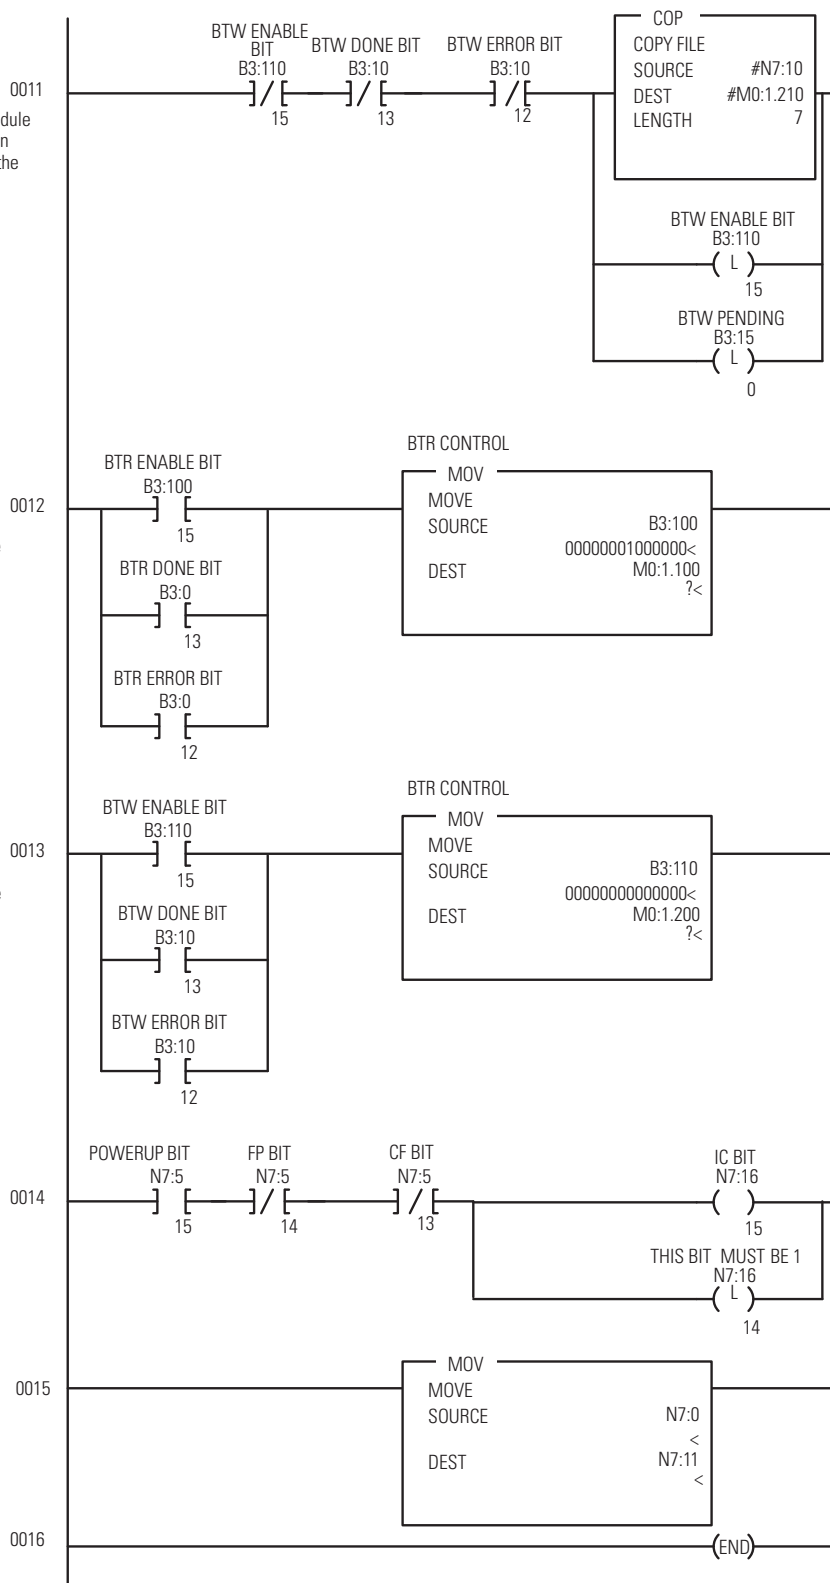 BTW ENABLE
BIT
B3:110
15
BTW DONE BIT
B3:10
13
BTW ERROR BIT
B3:10
12
COP
COPY FILE
SOURCE #N7:10
DEST #M0:1.210
LENGTH 7
0011
dule
n
the
BTW ENABLE BIT
B3:110
L
15
BTW PENDING
B3:15
L
0
BTR CONTROL
BTR ENABLE BIT
B3:100
15
0012
MOV
MOVE
SOURCE B3:100
00000001000000<
DEST M0:1.100
?<
BTR DONE BIT
B3:0
13
BTR ERROR BIT
B3:0
12
BTR CONTROL
BTW ENABLE BIT
B3:110
15
0013
MOV
MOVE
SOURCE B3:110
00000000000000<
DEST M0:1.200
?<
BTW DONE BIT
B3:10
13
BTW ERROR BIT
B3:10
12
POWERUP BIT
N7:5
15
FP BIT
N7:5
14
CF BIT
N7:5
13
IC BIT
N7:16
15
0014
THIS BIT MUST BE 1
N7:16
L
14
0015
MOV
MOVE
SOURCE N7:0
<
DEST N7:11
<
0016
END